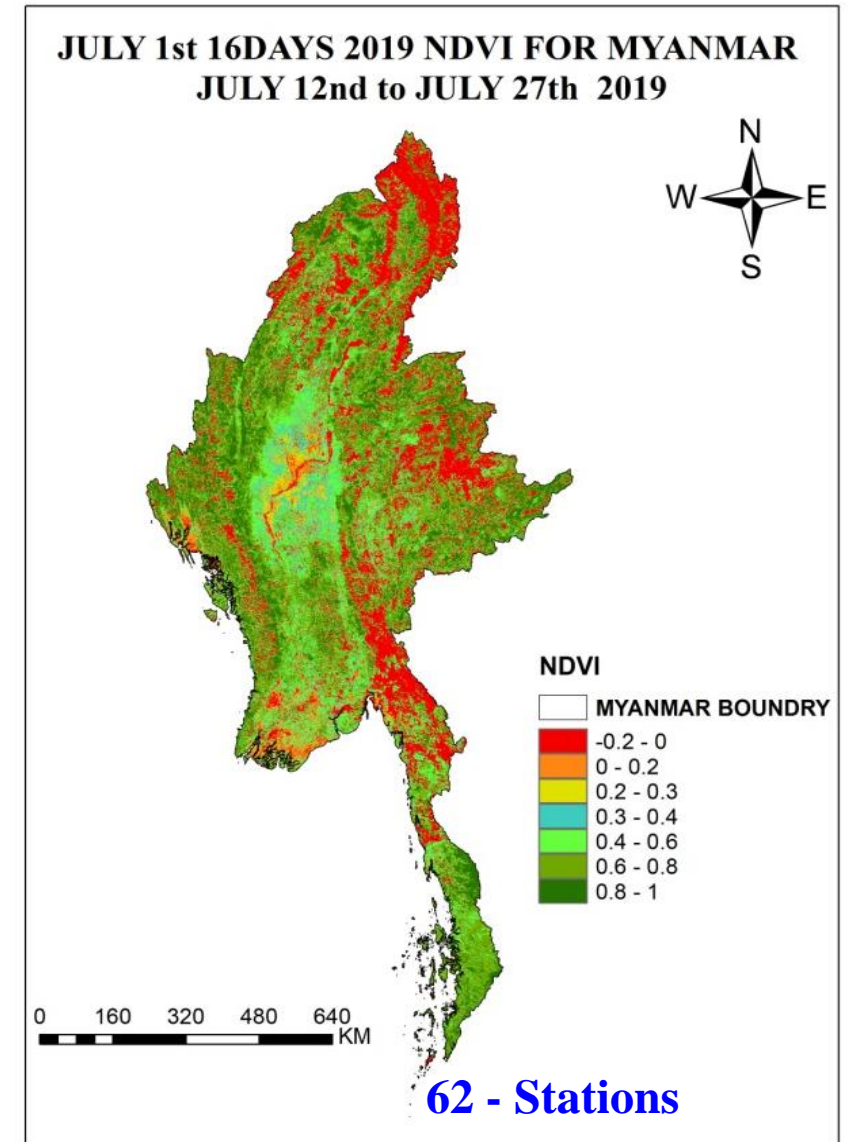 JULY 1st 16DAYS 2019 NDVI FOR MYANMAR
JULY 12nd to JULY 27th 2019
N
W E
S
NDVI
MYANMAR BOUNDRY
-0.2 - 0
0 - 0.2
0.2 - 0.3
0.3 - 0.4
0.4 - 0.6
0.6 - 0.8
0.8 - 1
0 160 320 480 640
KM
62 - Stations